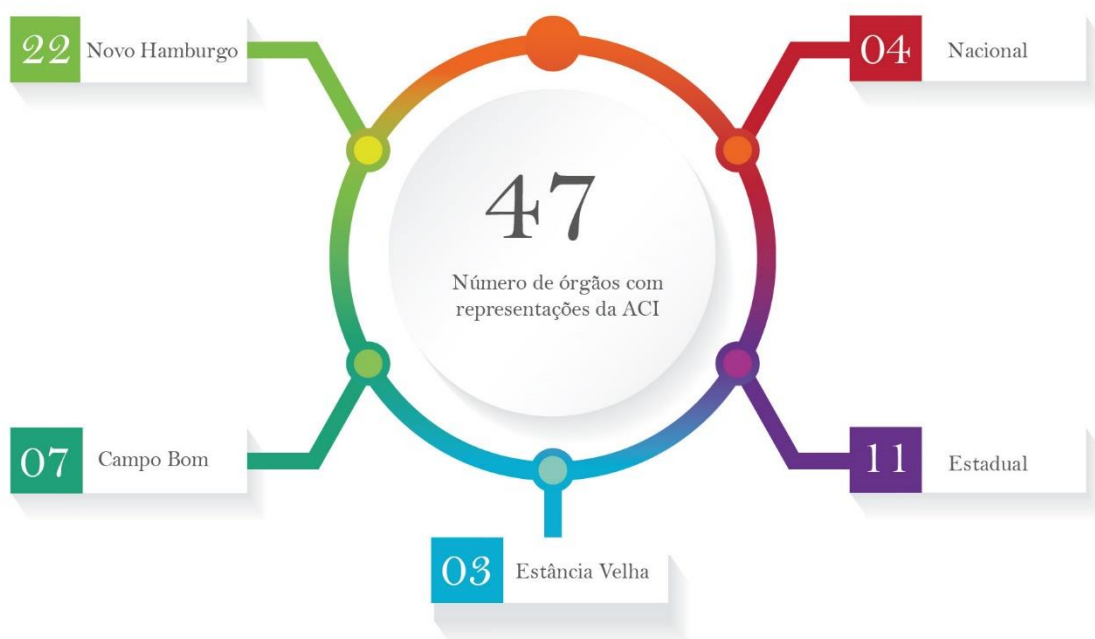 22 Novo Hamburgo
04 Nacional
47
Número de órgãos com
representações da ACI
07 Campo Bom
11 Estadual
03 Estância Velha